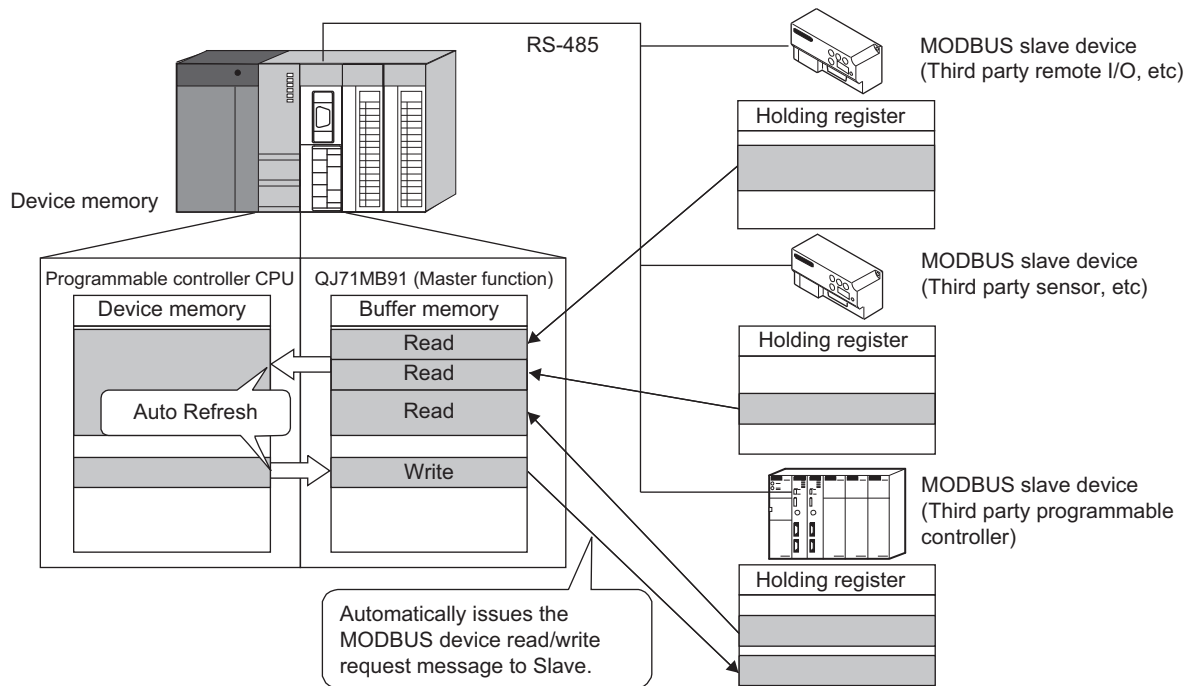 RS-485
MODBUS slave device
(Third party remote I/O, etc)
Holding register
Device memory
MODBUS slave device
(Third party sensor, etc)
Holding register
Programmable controller CPU
QJ71MB91 (Master function)
Device memory
Buffer memory
Read
Read
Read
Auto Refresh
Write
MODBUS slave device
(Third party programmable
controller)
Holding register
Automatically issues the
MODBUS device read/write
request message to Slave.